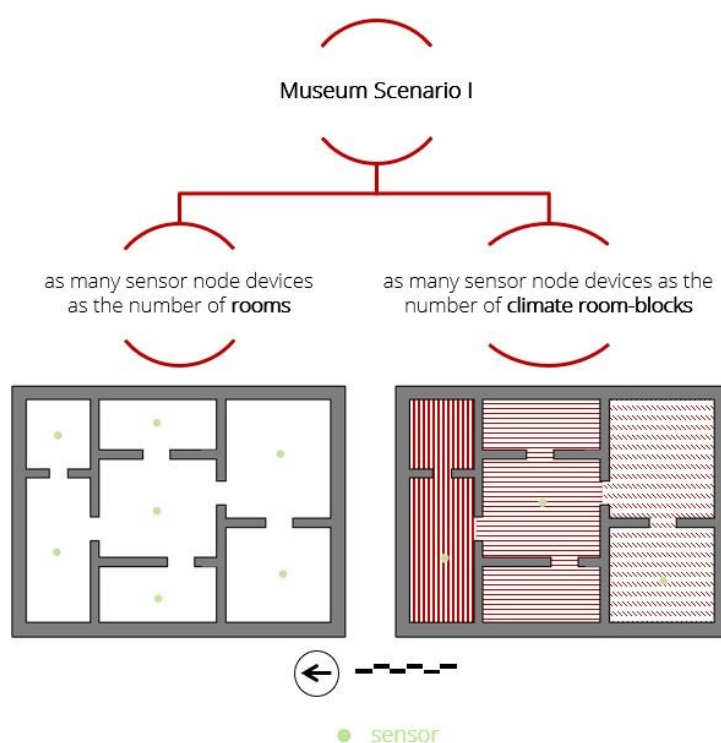 Museum Scenario I
as many sensor node devices
as the number of rooms
as many sensor node devices as the
number of climate room-blocks
sensor